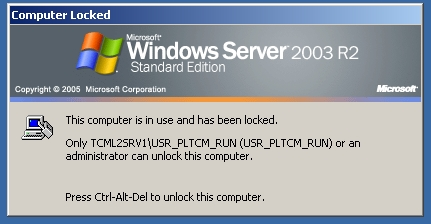 Computer Locked
Microsoft
Windows Server 2003 R2
Standard Edition
Copyright © 2005 Microsoft Corporation
Microsoft
This computer is in use and has been locked.
Only TCML2SRV1\USR_PLTCM_RUN (USR_PLTCM_RUN) or an
administrator can unlock this computer.
Press Ctrl-Alt-Del to unlock this computer.